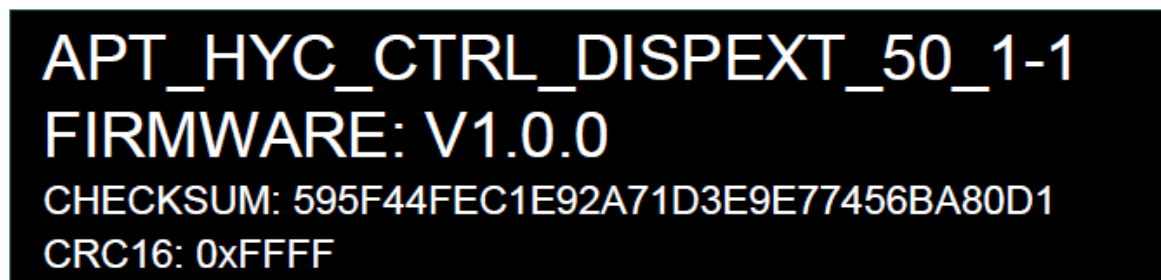 APT_HYC_CTRL_DISPEXT_50_1-1
FIRMWARE: V1.0.0
CHECKSUM: 595F44FEC1E92A71D3E9E77456BA80D1
CRC16: 0xFFFF